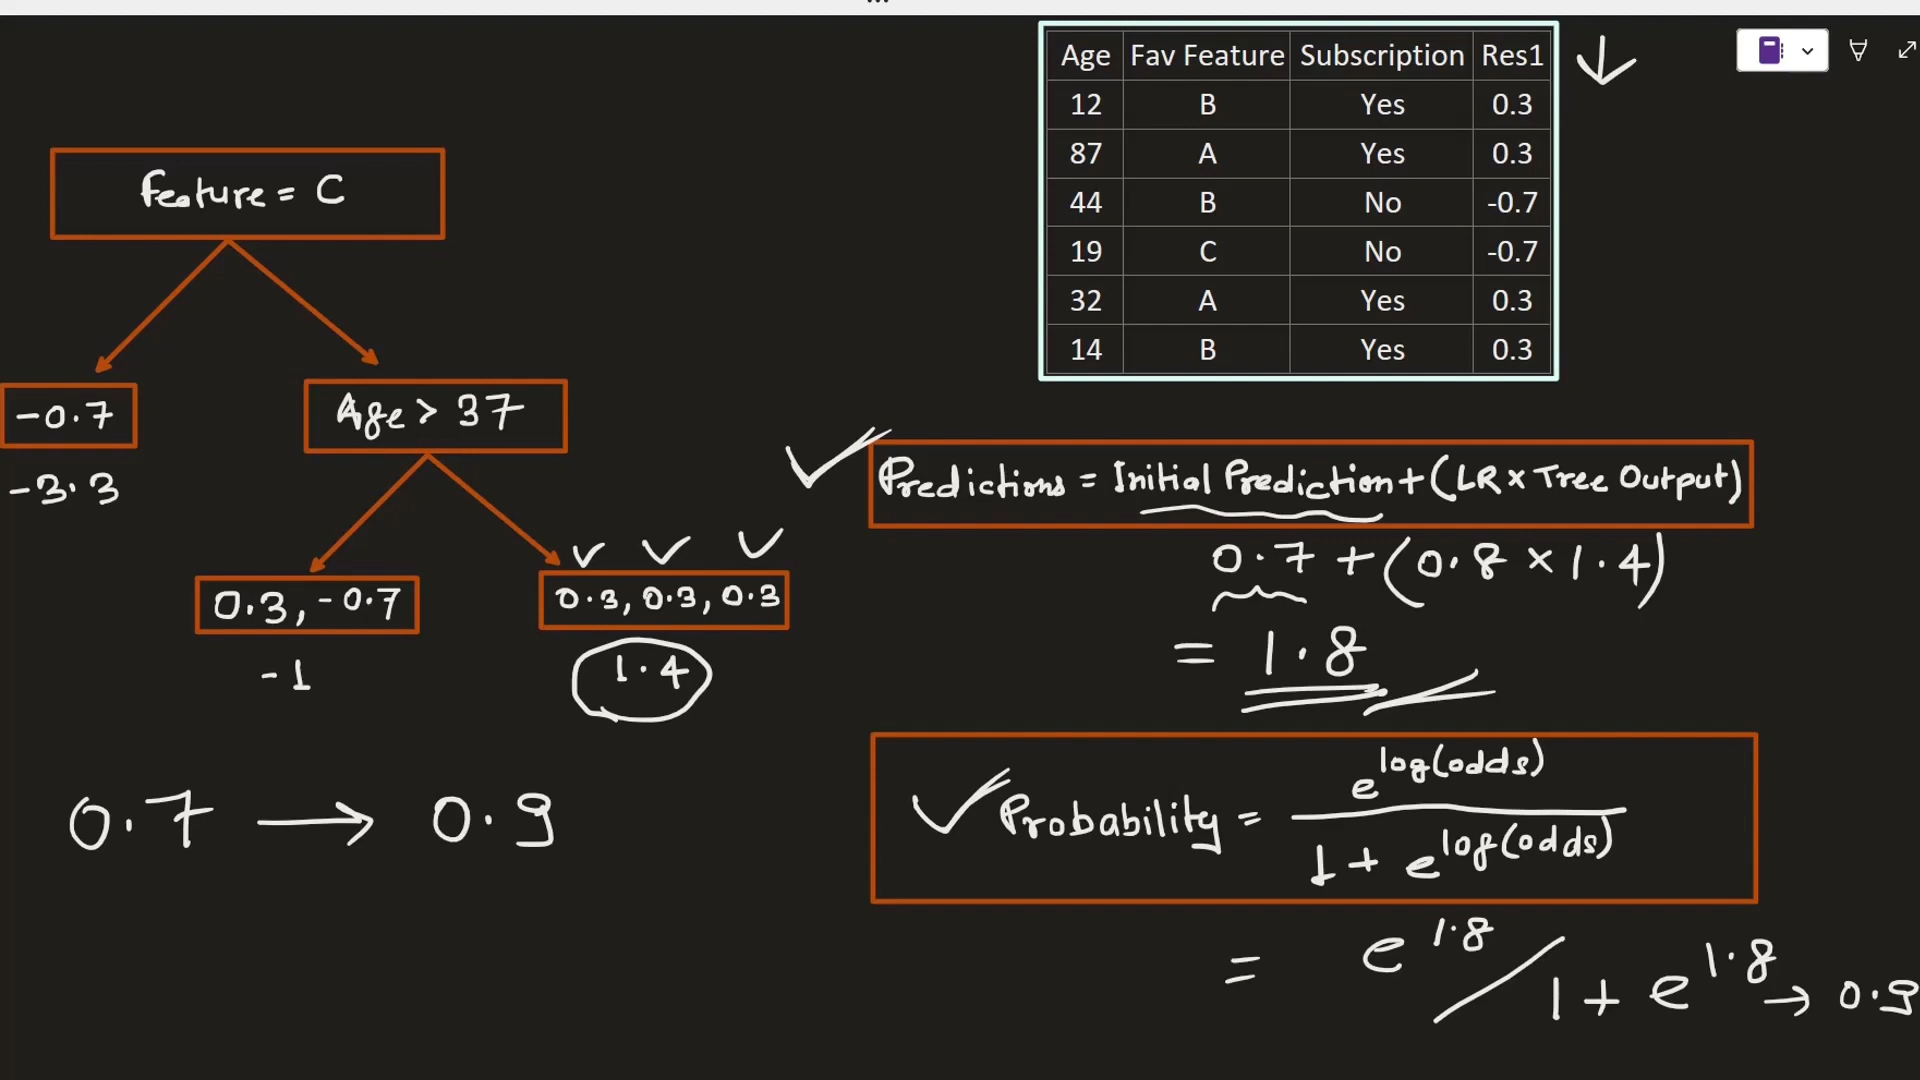 Age Fav Feature Subscription Res1
12 B Yes 0.3
87 A Yes 0.3
44 B No -0.7
19 C No -0.7
32 A Yes 0.3
14 B Yes 0.3
Feature = C
-0.7
-3.3
Age > 37
0.3, -0.7
-1
0.3, 0.3, 0.3
1.4
0.7 → 0.9
Predictions = Initial Prediction + (LR x Tree Output)
0.7 + (0.8 x 1.4)
= 1.8
Probability = e^log(odds) / 1 + e^log(odds)
= e^1.8 / 1 + e^1.8 → 0.9